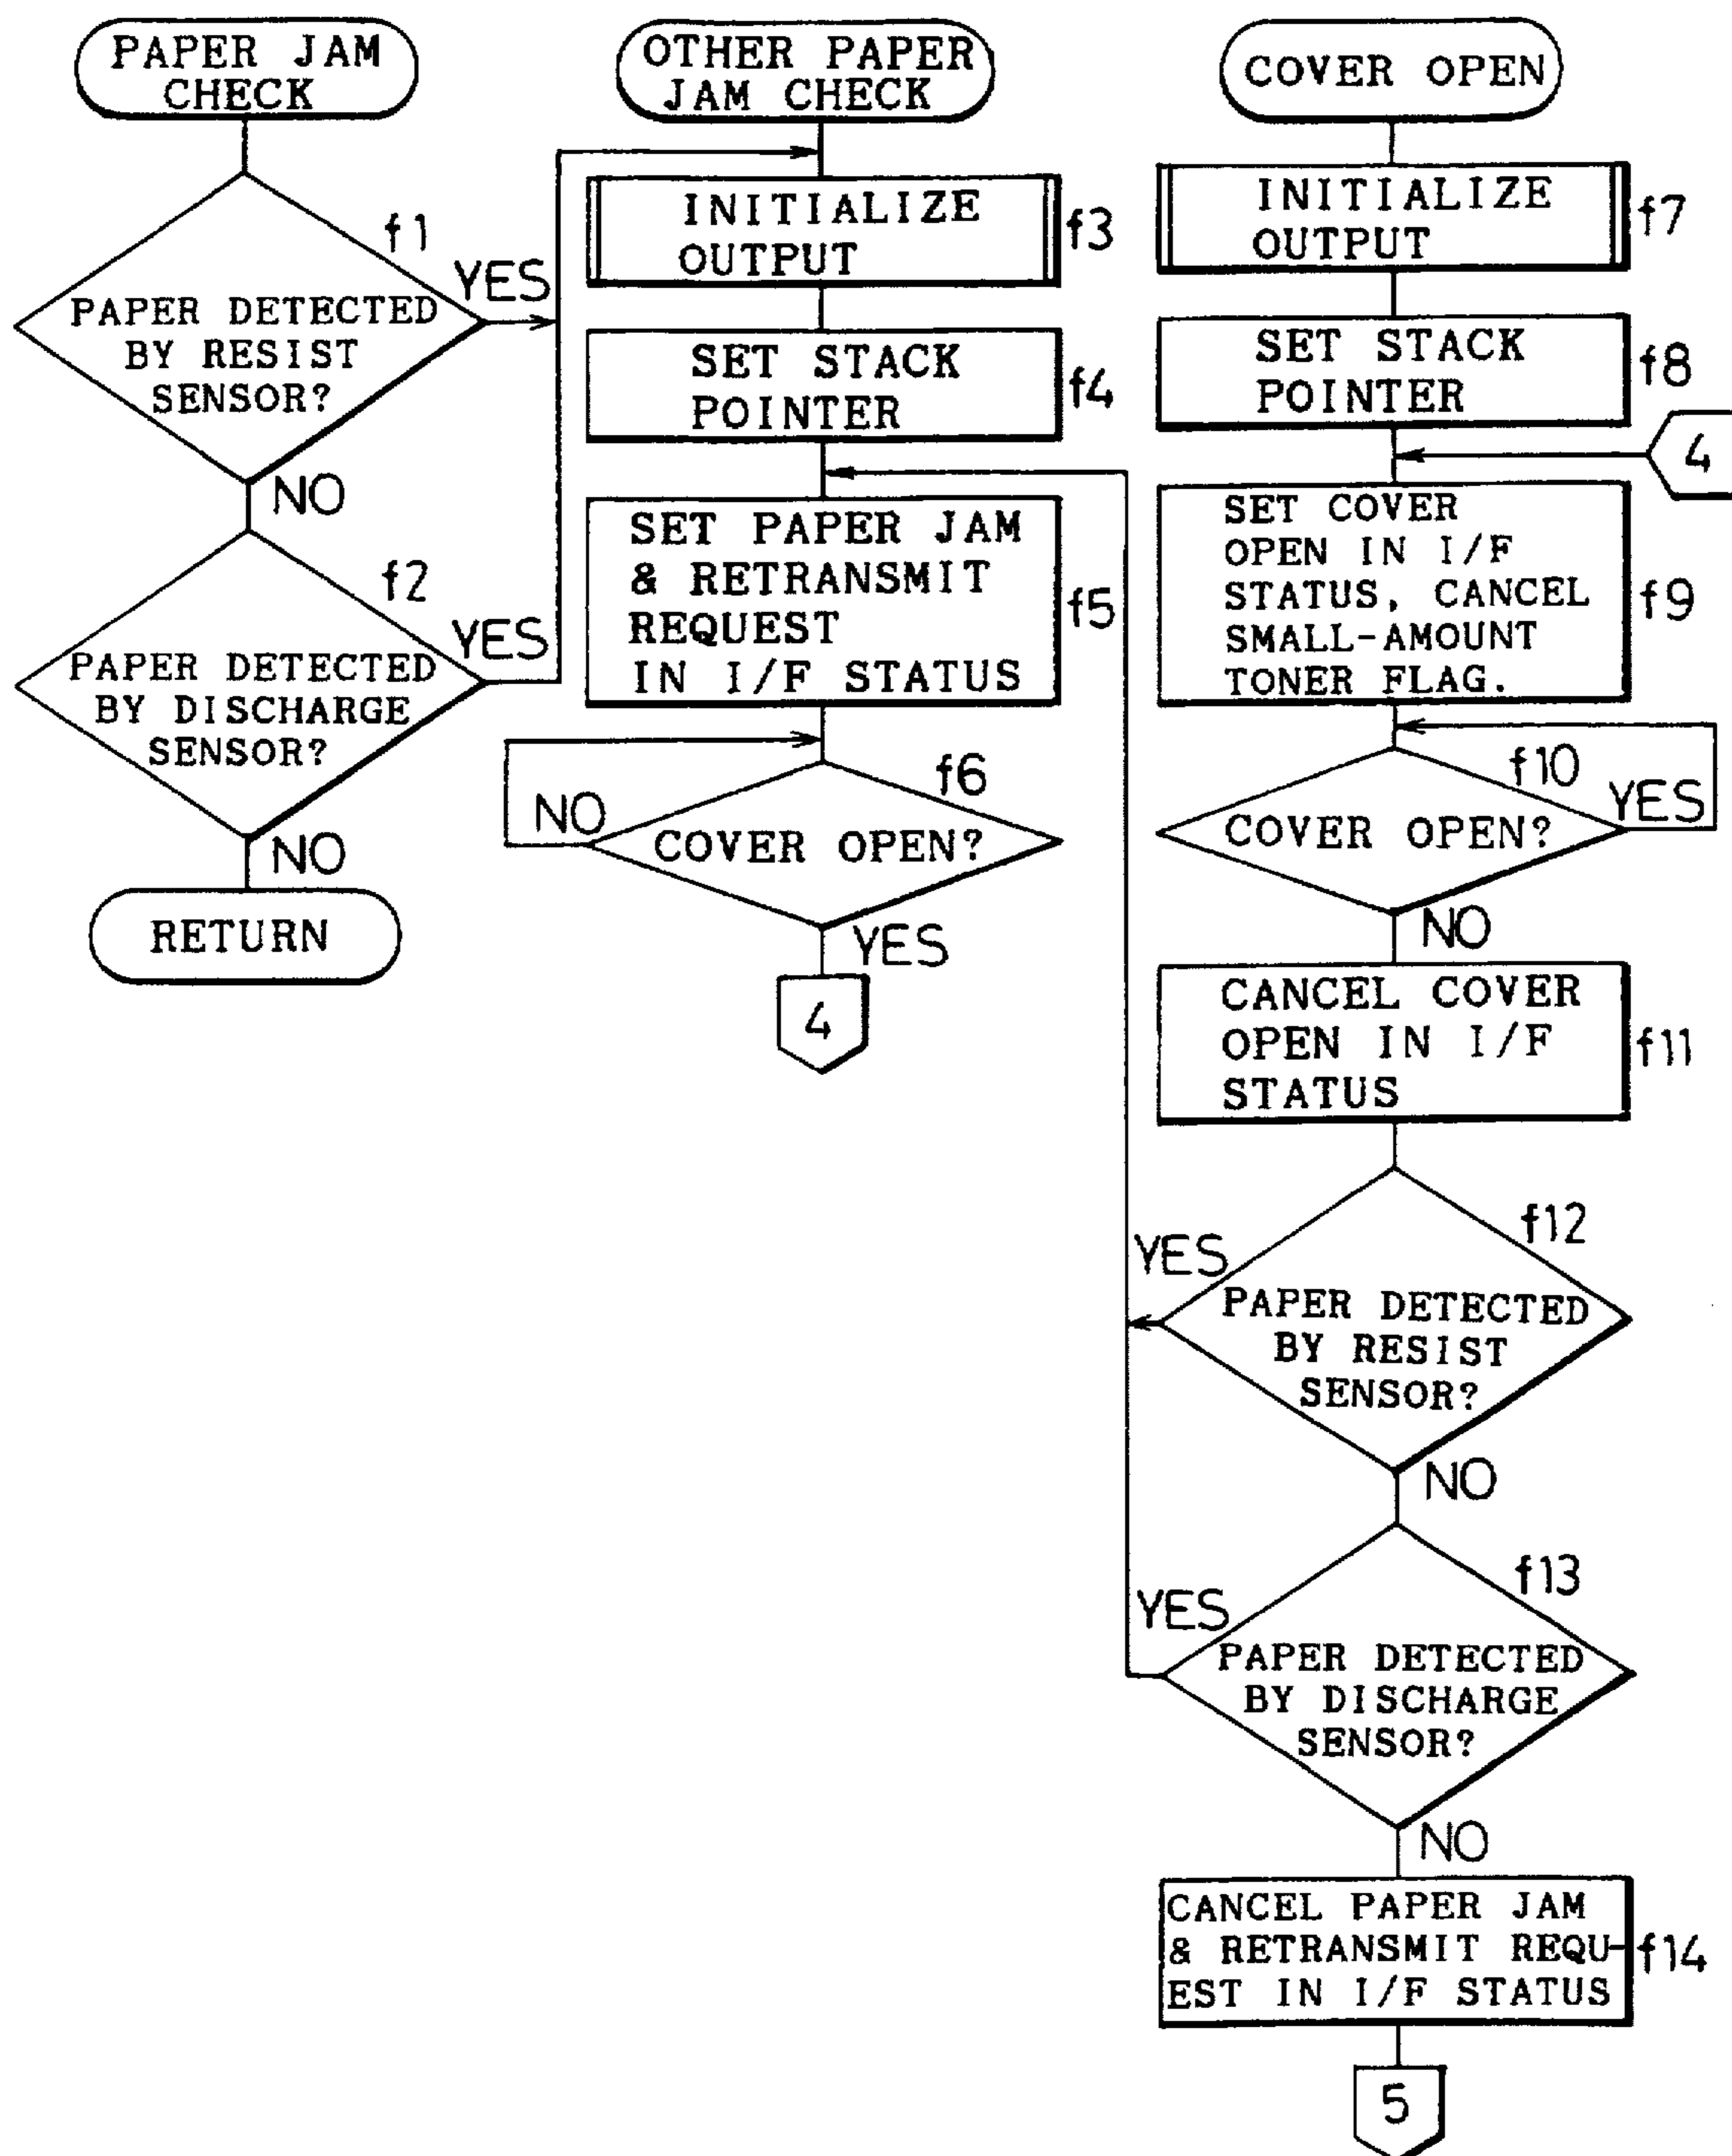 PAPER JAM
CHECK
f1
PAPER DETECTED
BY RESIST
SENSOR?
YES
NO
f2
PAPER DETECTED
BY DISCHARGE
SENSOR?
YES
NO
RETURN
OTHER PAPER
JAM CHECK
INITIALIZE
OUTPUT
f3
SET STACK
POINTER
f4
SET PAPER JAM
& RETRANSMIT
REQUEST
IN I/F STATUS
f5
f6
COVER OPEN?
NO
YES
4
COVER OPEN
INITIALIZE
OUTPUT
f7
SET STACK
POINTER
f8
4
SET COVER
OPEN IN I/F
STATUS, CANCEL
SMALL-AMOUNT
TONER FLAG.
f9
f10
COVER OPEN?
YES
NO
CANCEL COVER
OPEN IN I/F
STATUS
f11
f12
YES
PAPER DETECTED
BY RESIST
SENSOR?
NO
f13
YES
PAPER DETECTED
BY DISCHARGE
SENSOR?
NO
CANCEL PAPER JAM
& RETRANSMIT REQU-
EST IN I/F STATUS
f14
5